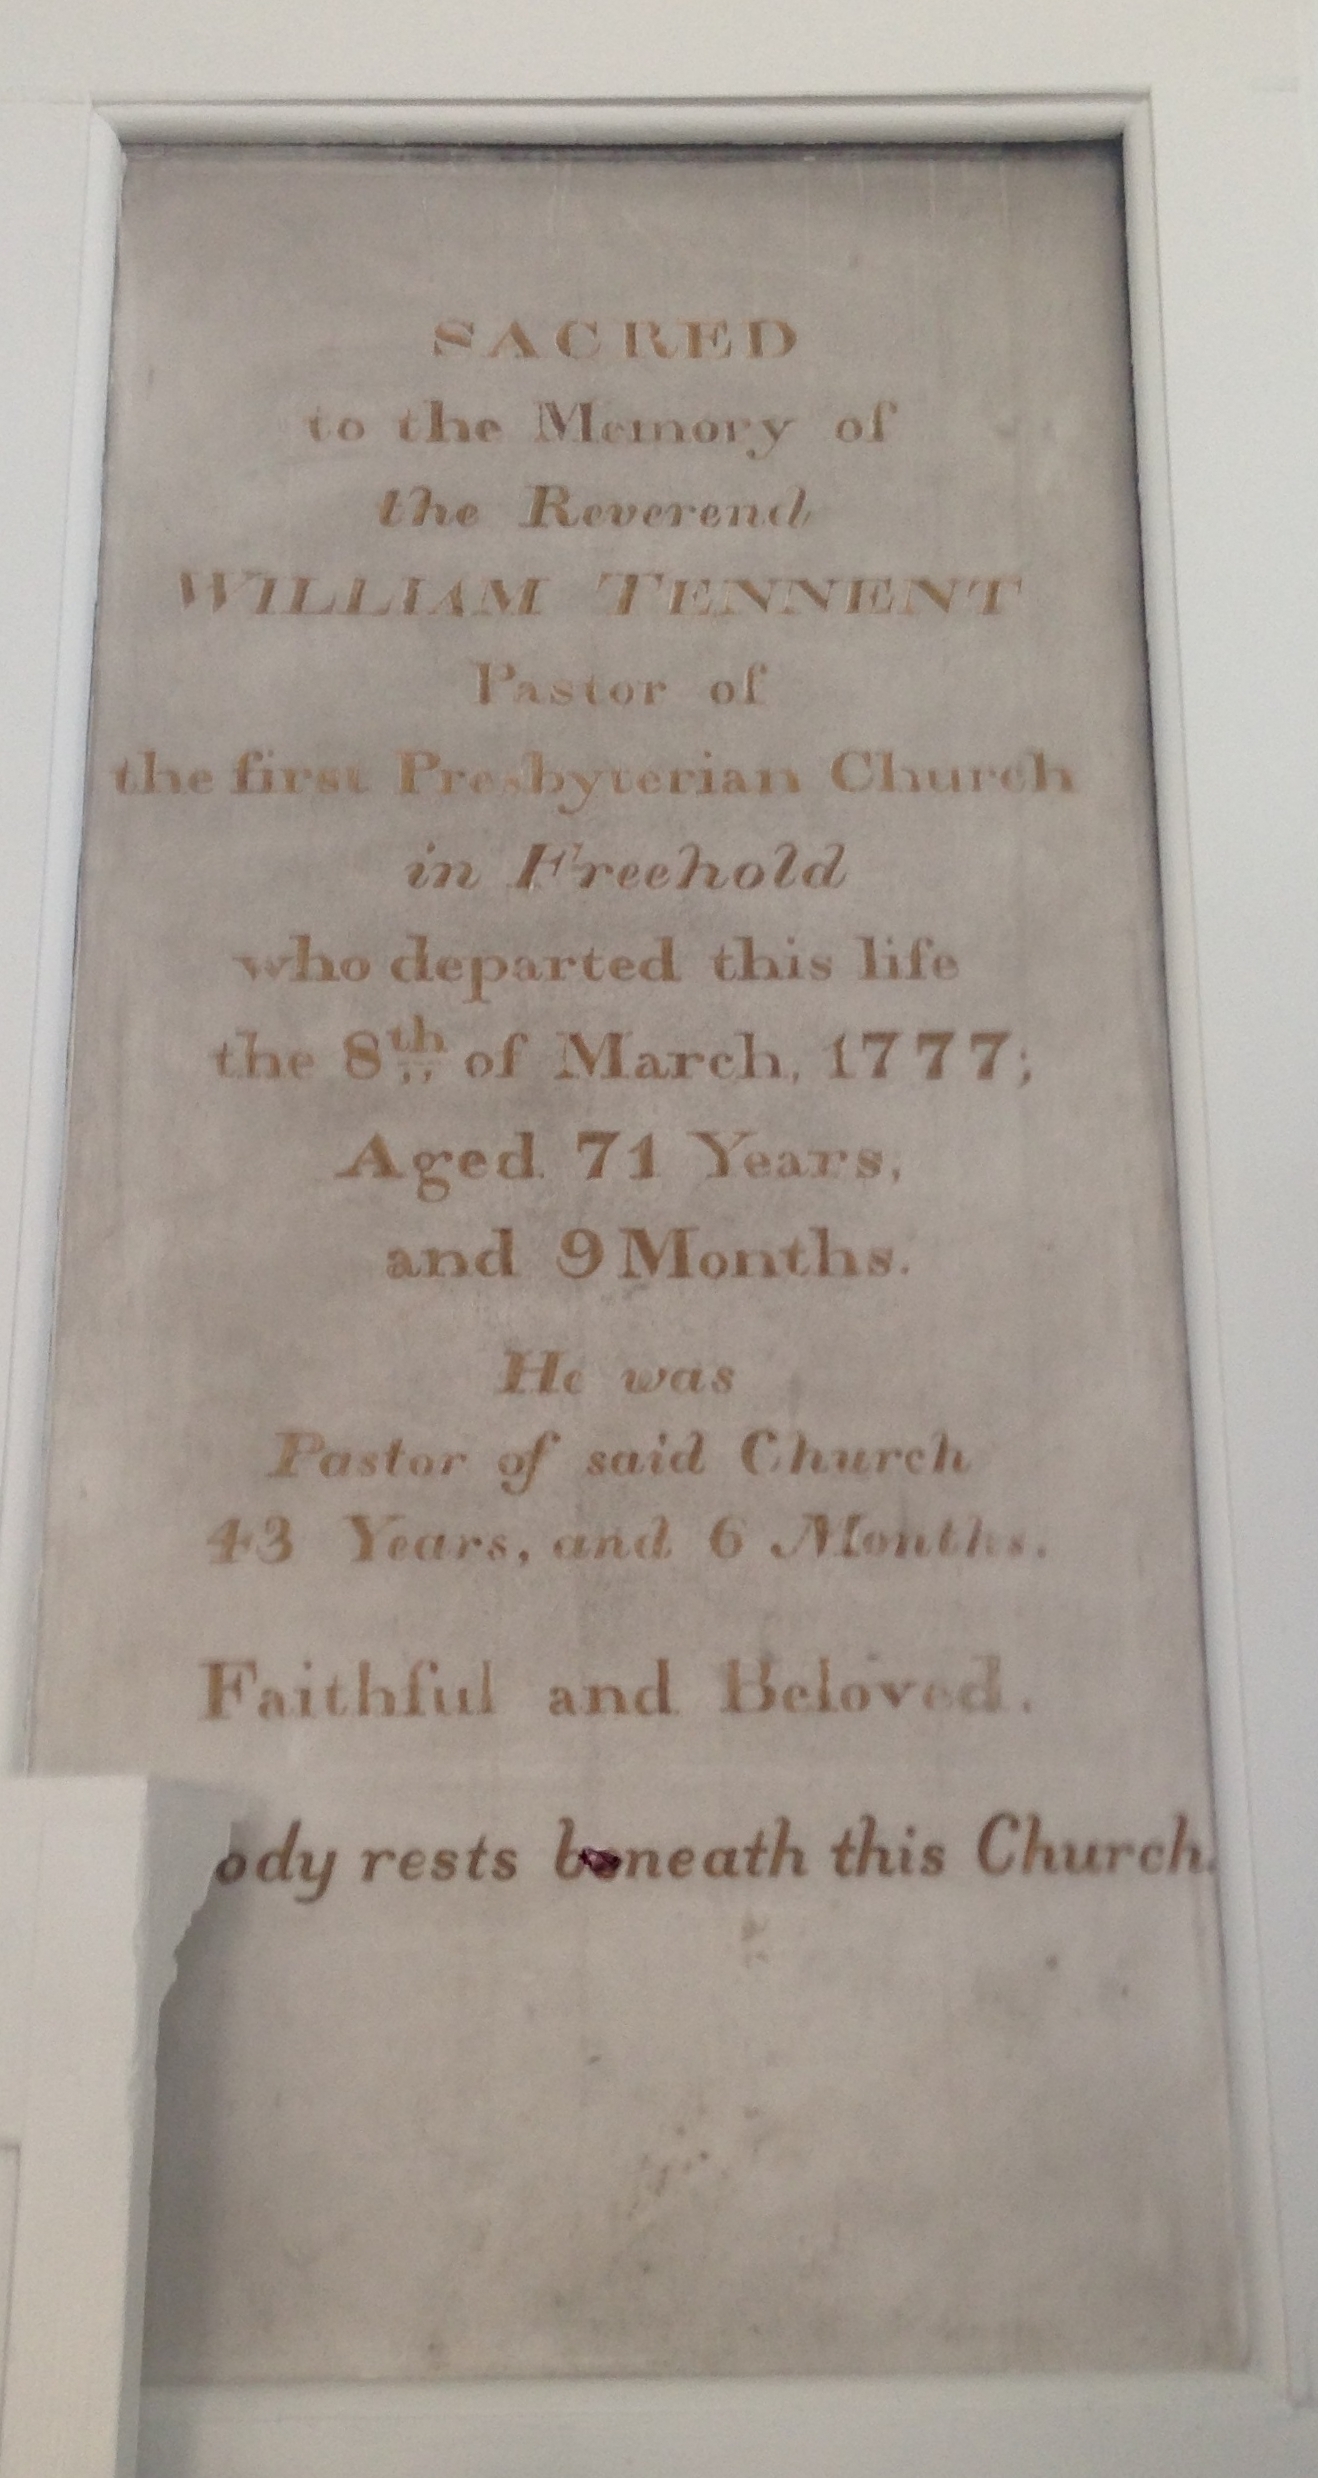 SACRED
to the Memory of
the Reverend
WILLIAM TENNENT
Pastor of
the first Presbyterian Church
in Freehold
who departed this life
the 8th of March, 1777;
Aged 71 Years,
and 9 Months.
He was
Pastor of said Church
43 Years, and 6 Months.
Faithful and Beloved.
ody rests beneath this Church.